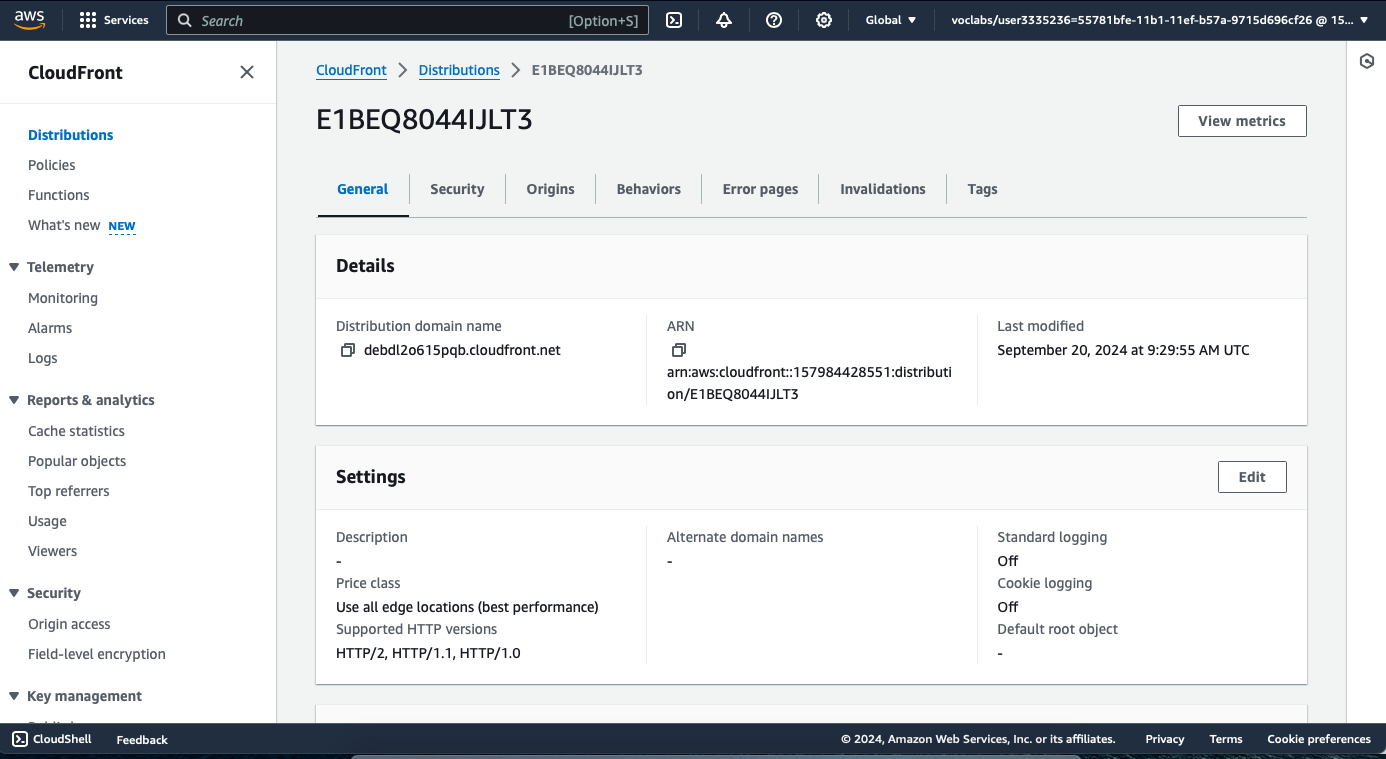 aws
Services
Search
[Option+S]
Global
voclabs/user3335236=55781bfe-11b1-11ef-b57a-9715d696cf26 @ 15...
CloudFront
Distributions
Policies
Functions
What's new NEW
Telemetry
Monitoring
Alarms
Logs
Reports & analytics
Cache statistics
Popular objects
Top referrers
Usage
Viewers
Security
Origin access
Field-level encryption
Key management
CloudFront
Distributions
E1BEQ8044IJLT3
E1BEQ8044IJLT3
View metrics
General
Security
Origins
Behaviors
Error pages
Invalidations
Tags
Details
Distribution domain name
debdl2o615pqb.cloudfront.net
ARN
arn:aws:cloudfront::157984428551:distributi
on/E1BEQ8044IJLT3
Last modified
September 20, 2024 at 9:29:55 AM UTC
Settings
Edit
Description
-
Price class
Use all edge locations (best performance)
Supported HTTP versions
HTTP/2, HTTP/1.1, HTTP/1.0
Alternate domain names
-
Standard logging
Off
Cookie logging
Off
Default root object
-
CloudShell
Feedback
© 2024, Amazon Web Services, Inc. or its affiliates.
Privacy
Terms
Cookie preferences